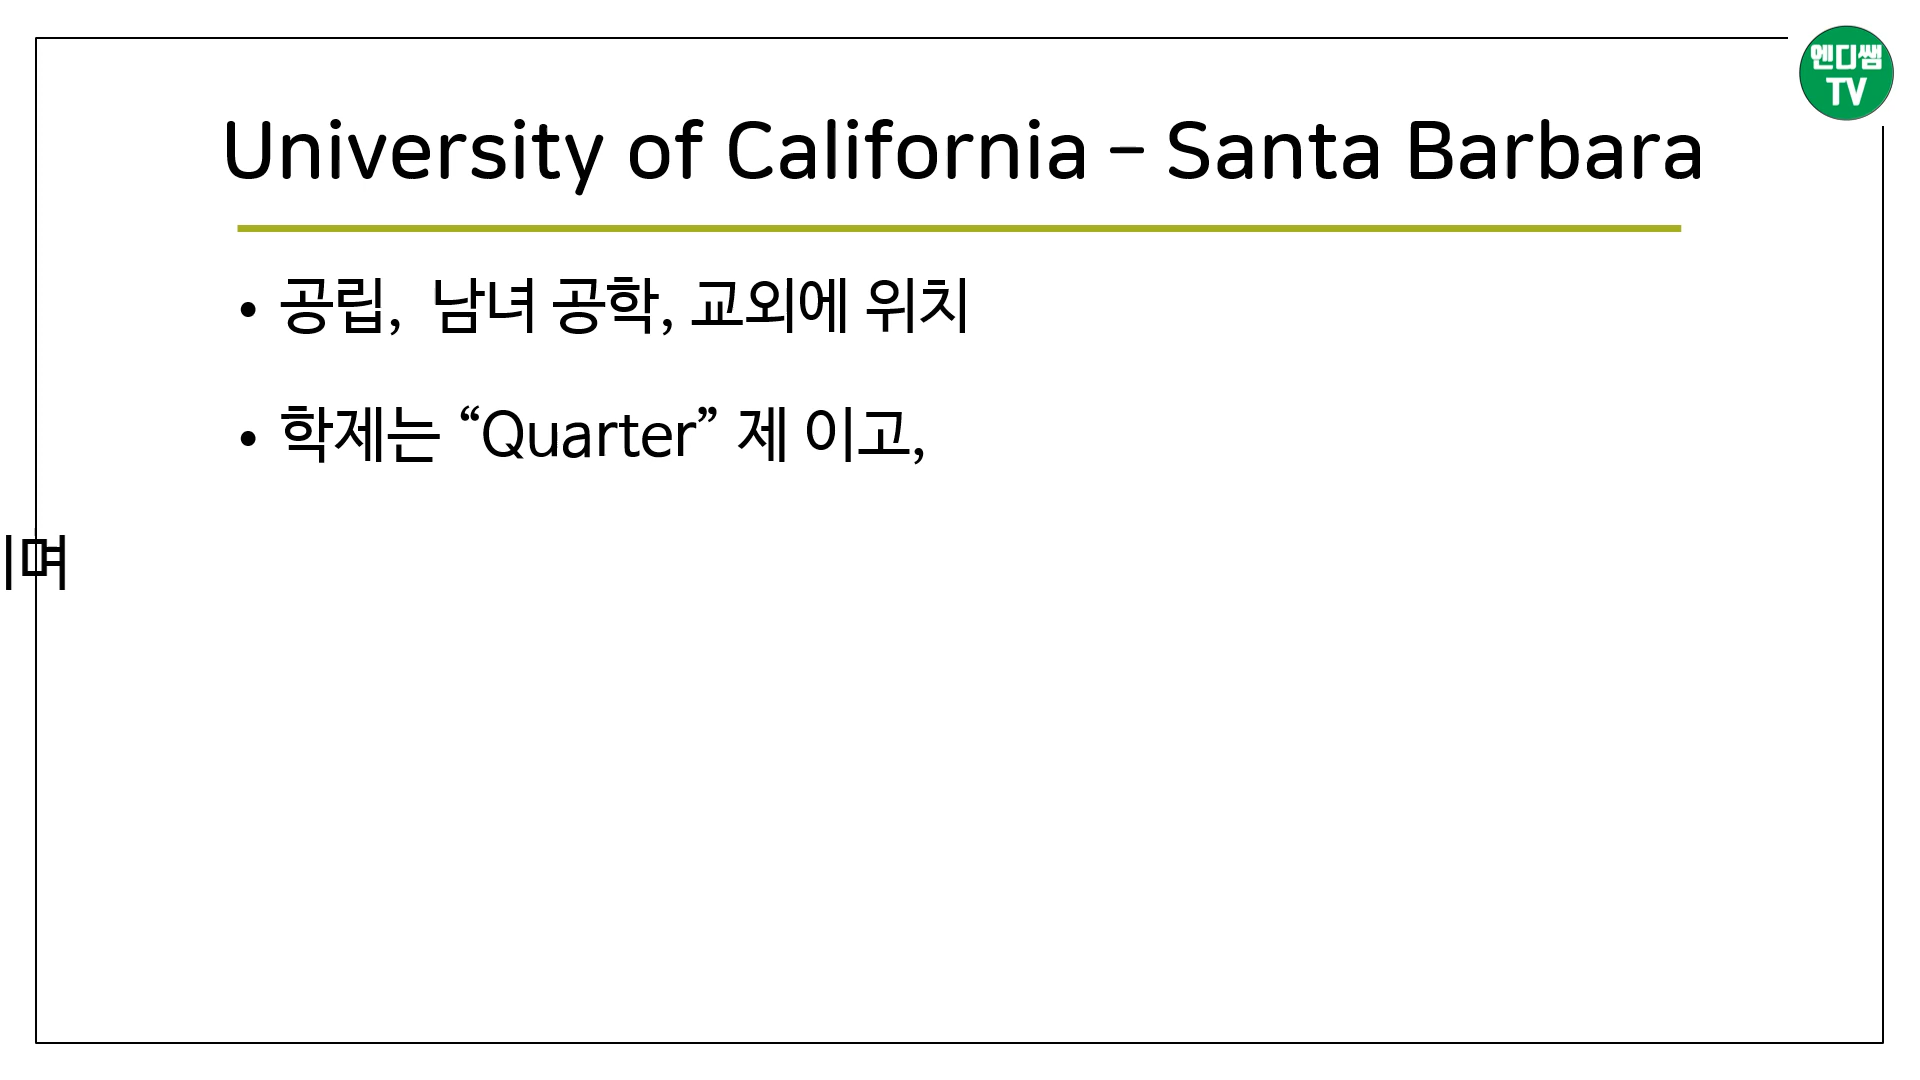 엔디쌤
TV
University of California – Santa Barbara
• 공립,  남녀 공학, 교외에 위치
• 학제는 “Quarter” 제 이고,
이며